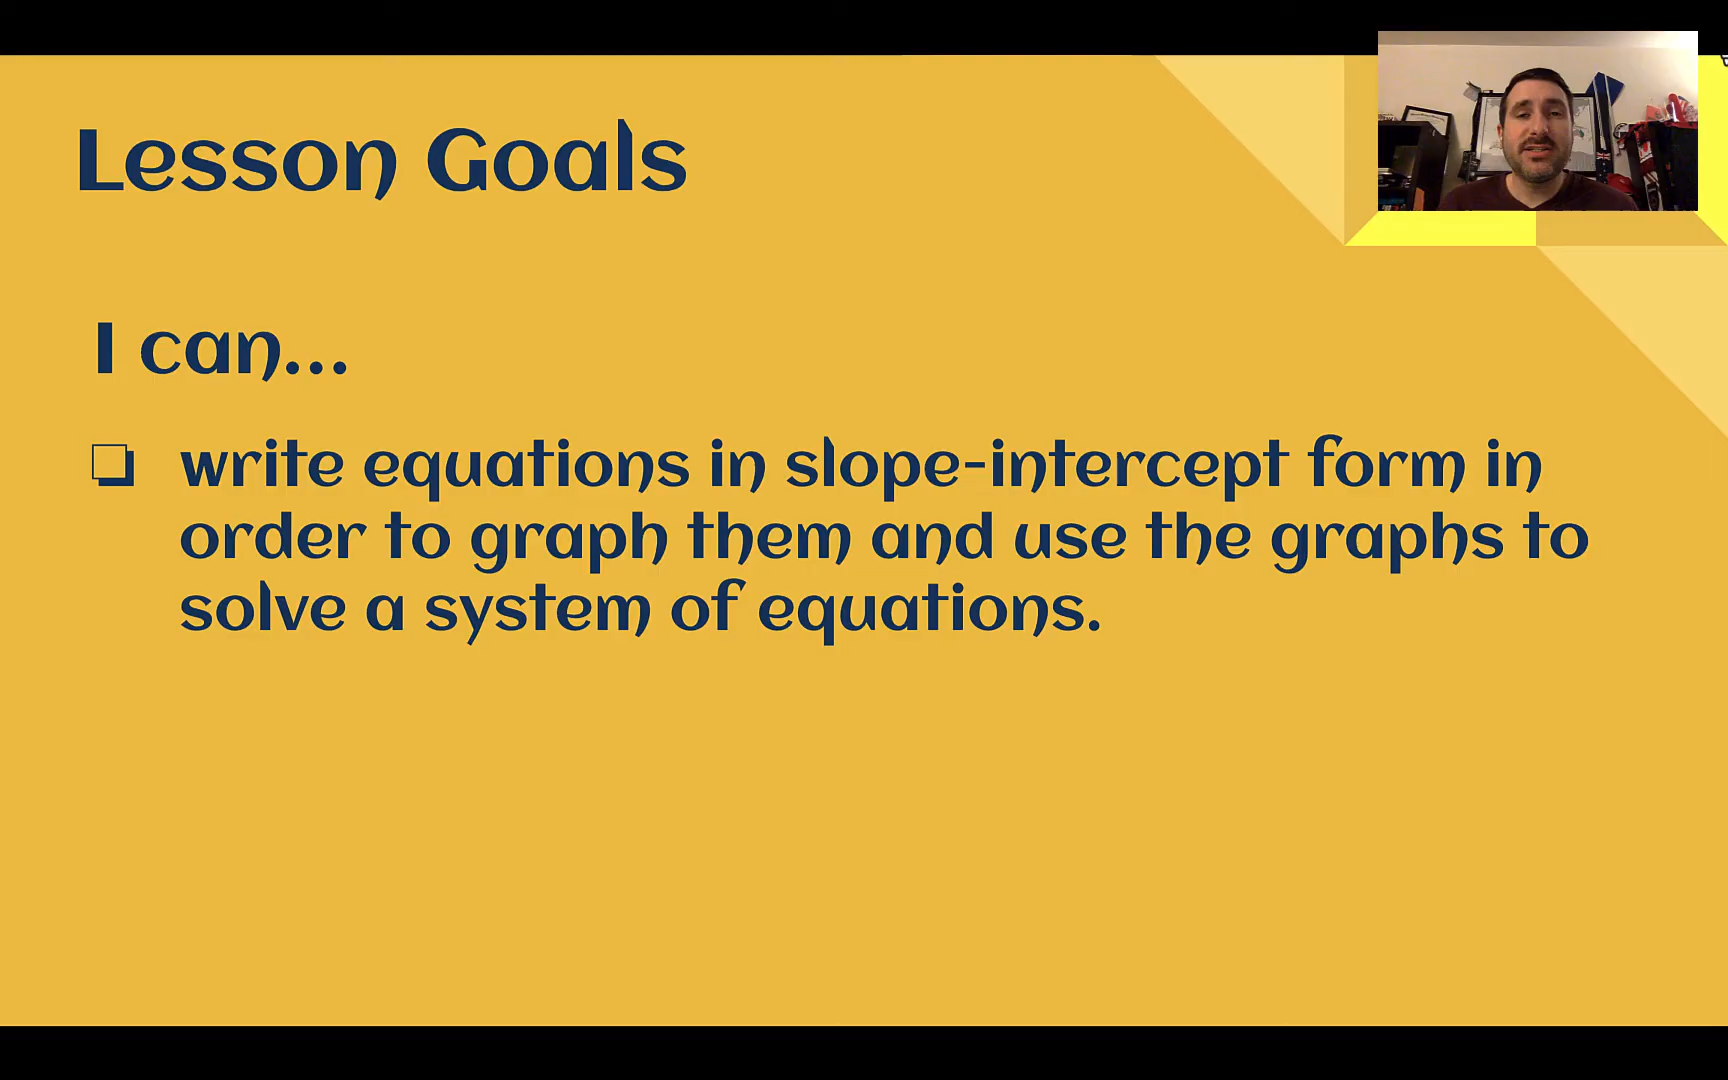 Lesson Goals
I can...
write equations in slope-intercept form in
order to graph them and use the graphs to
solve a system of equations.